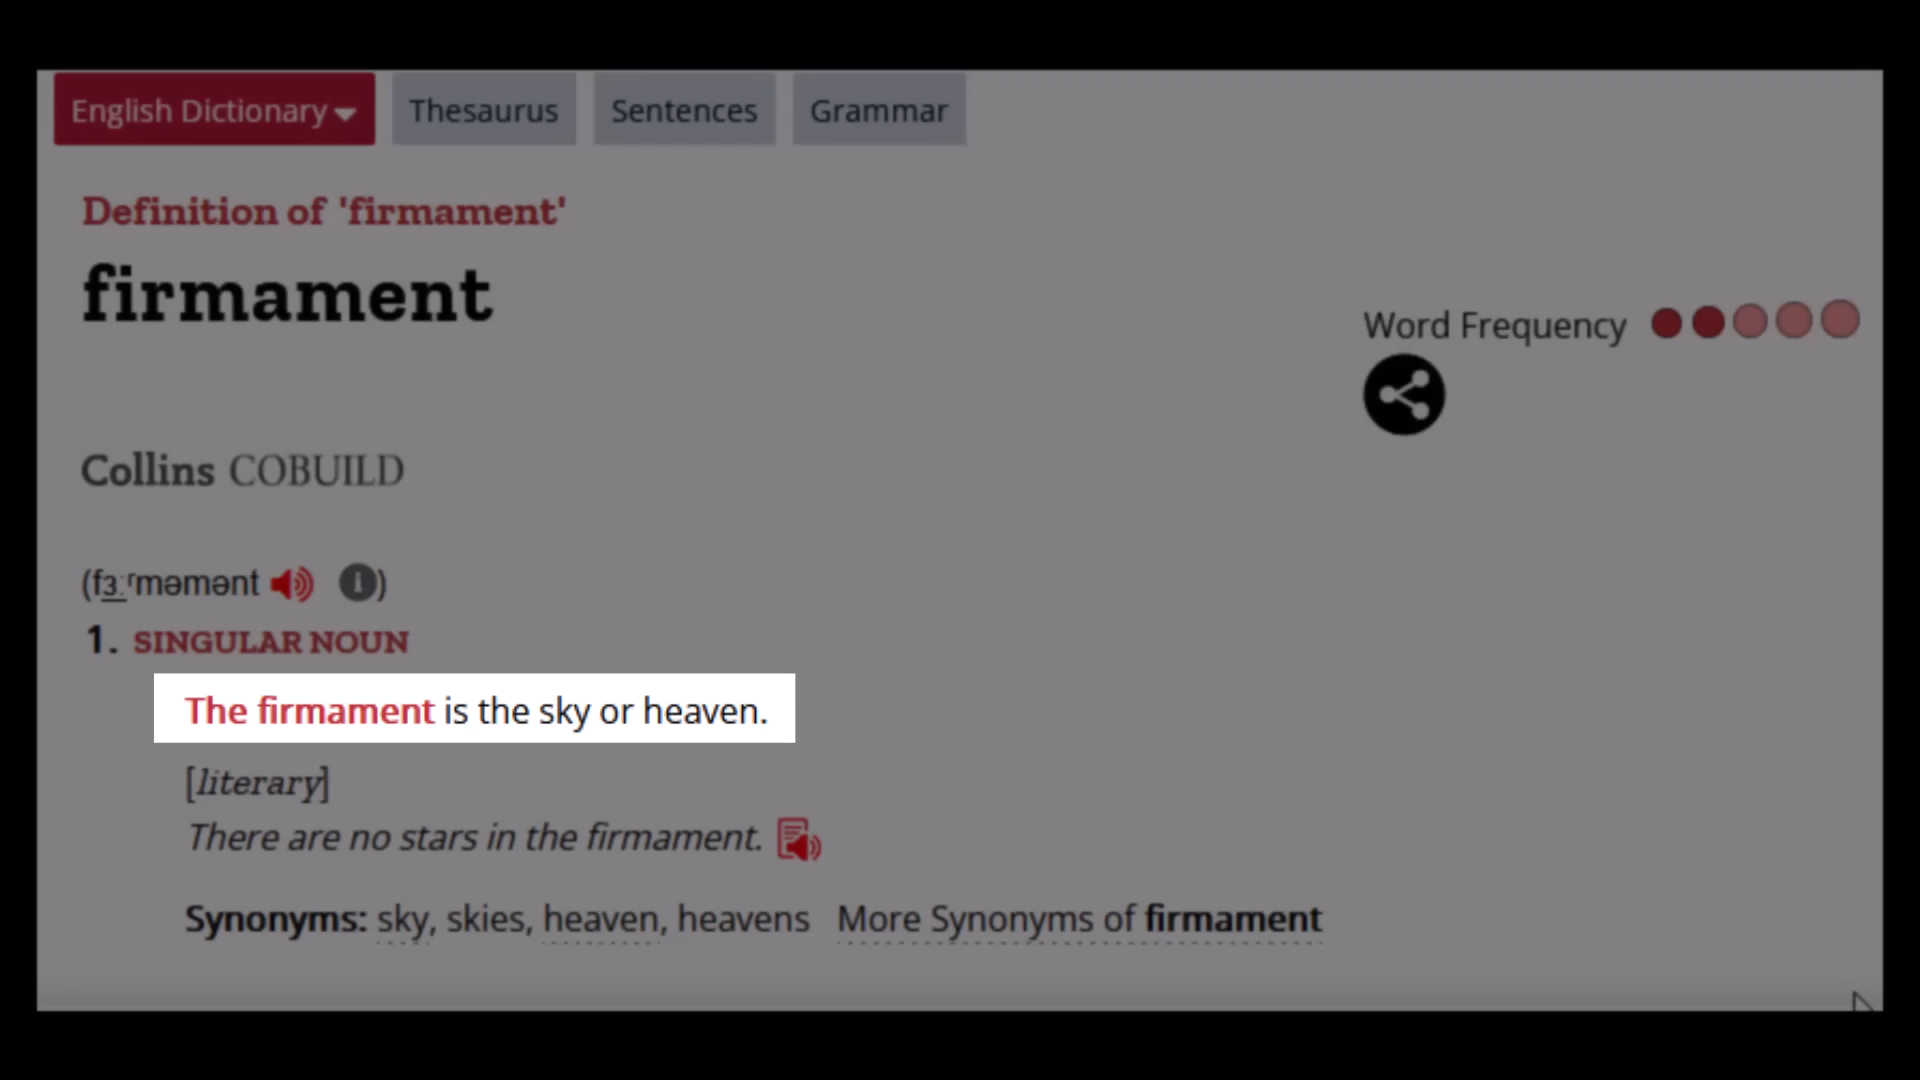 English Dictionary Thesaurus Sentences Grammar
Definition of 'firmament'
firmament
Word Frequency
Collins COBUILD
(fɜːʳməmənt i)
1. SINGULAR NOUN
The firmament is the sky or heaven.
[literary]
There are no stars in the firmament.
Synonyms: sky, skies, heaven, heavens More Synonyms of firmament